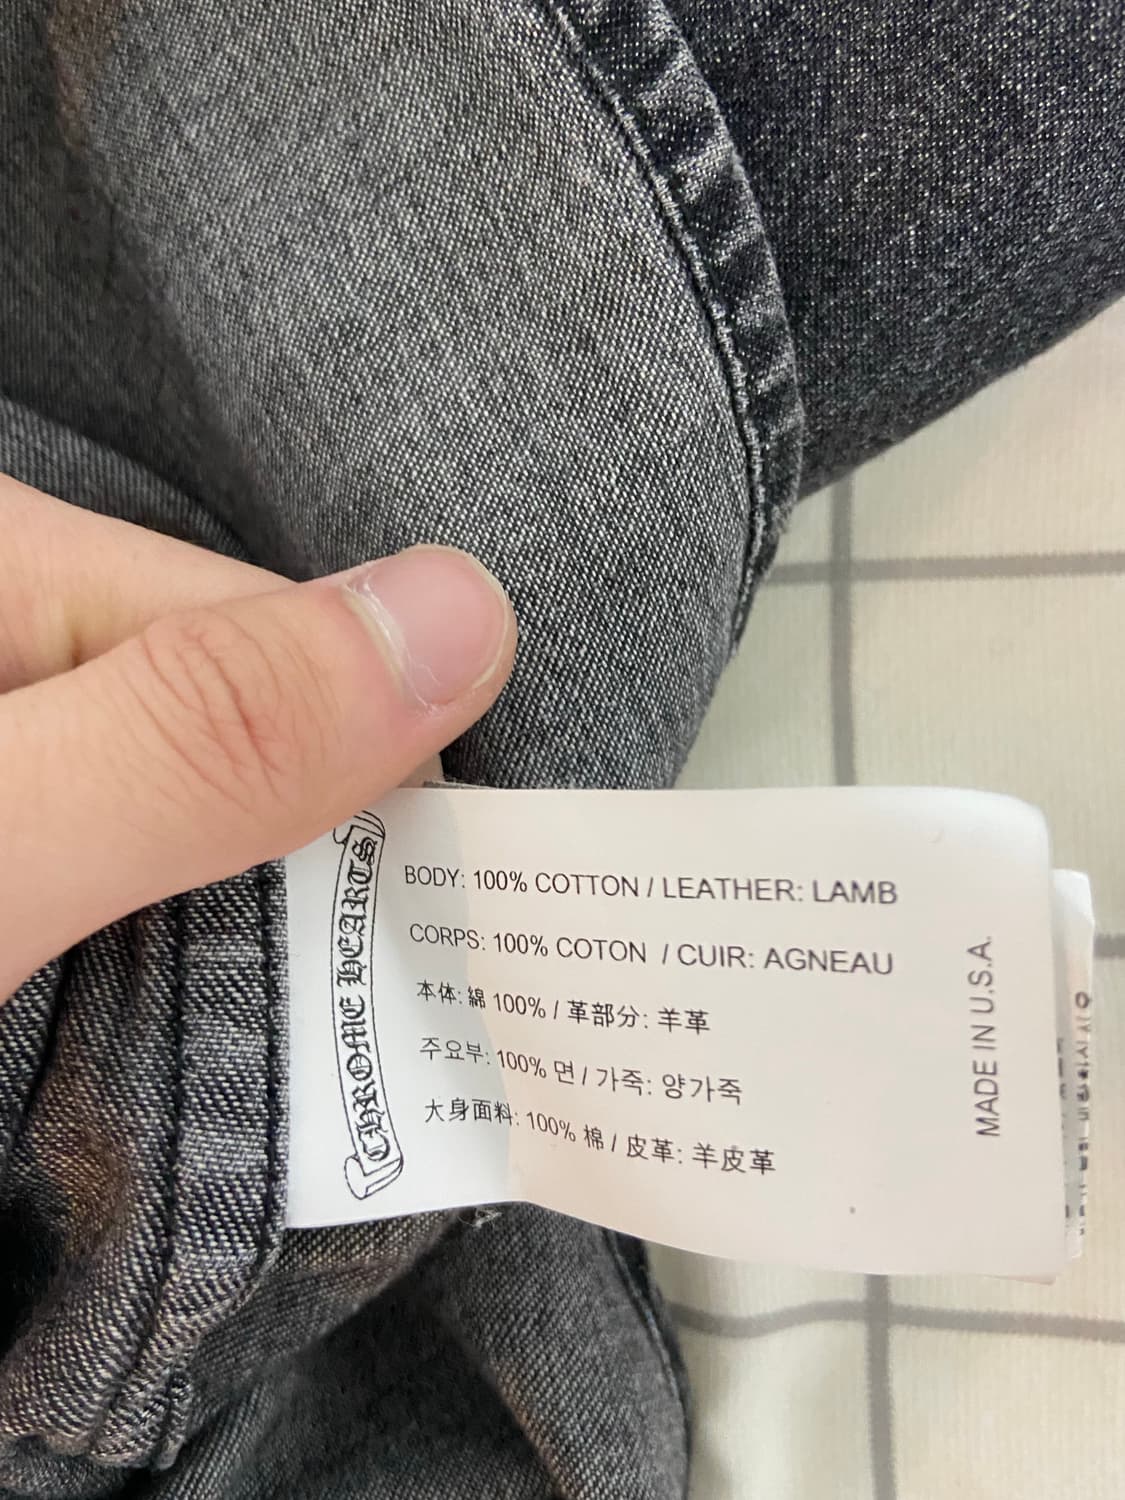 CHROME HEARTS
BODY: 100% COTTON / LEATHER: LAMB
CORPS: 100% COTON / CUIR: AGNEAU
本体: 綿 100% / 革部分: 羊革
주요부: 100% 면 / 가죽: 양가죽
大身面料: 100% 棉 / 皮革: 羊皮革
MADE IN U.S.A.